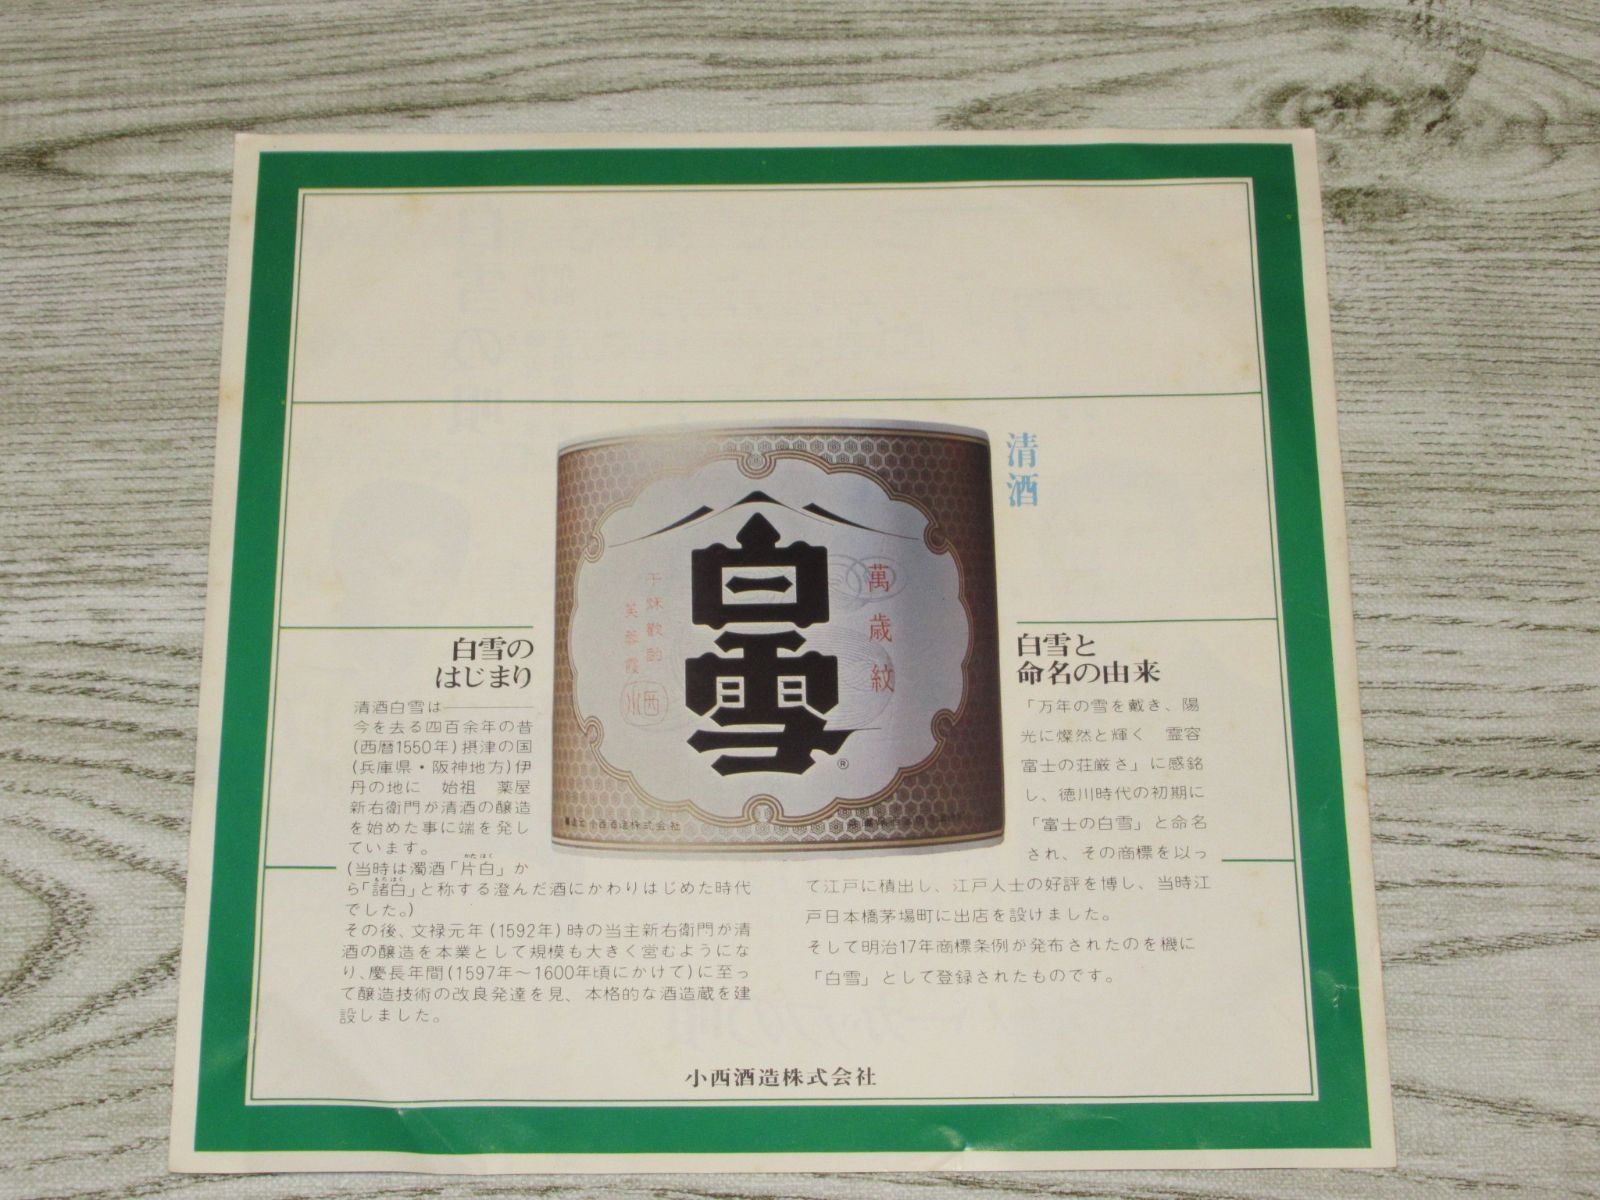 清酒
白雪
萬歳紋
小西
®
小西酒造株式会社
白雪の
はじまり
清酒白雪は────
今を去る四百余年の昔
(西暦1550年)摂津の国
(兵庫県・阪神地方)伊
丹の地に　始祖　薬屋
新右衛門が清酒の醸造
を始めた事に端を発し
ています。
(当時は濁酒「片白」か
ら「諸白」と称する澄んだ酒にかわりはじめた時代
でした。)
その後、文禄元年(1592年)時の当主新右衛門が清
酒の醸造を本業として規模も大きく営むようにな
り、慶長年間(1597年〜1600年頃にかけて)に至っ
て醸造技術の改良発達を見、本格的な酒造蔵を建
設しました。
白雪と
命名の由来
「万年の雪を戴き、陽
光に燦然と輝く　霊容
富士の荘厳さ」に感銘
し、徳川時代の初期に
「富士の白雪」と命名
され、その商標を以っ
て江戸に積出し、江戸人士の好評を博し、当時江
戸日本橋茅場町に出店を設けました。
そして明治17年商標条例が発布されたのを機に
「白雪」として登録されたものです。
小西酒造株式会社